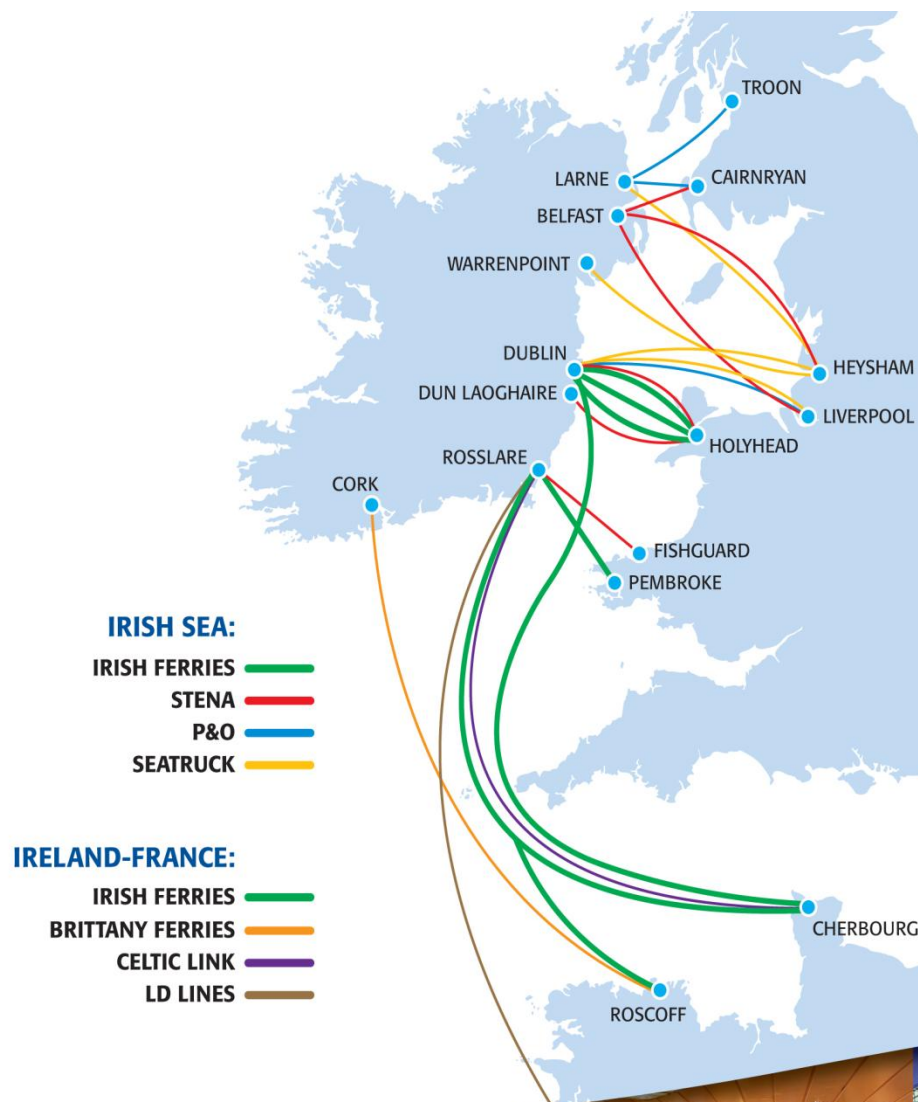 TROON
LARNE
CAIRNRYAN
BELFAST
WARRENPOINT
DUBLIN
HEYSHAM
DUN LAOGHAIRE
LIVERPOOL
HOLYHEAD
ROSSLARE
CORK
FISHGUARD
PEMBROKE
IRISH SEA:
IRISH FERRIES
STENA
P&O
SEATRUCK
IRELAND-FRANCE:
IRISH FERRIES
BRITTANY FERRIES
CELTIC LINK
LD LINES
CHERBOURG
ROSCOFF